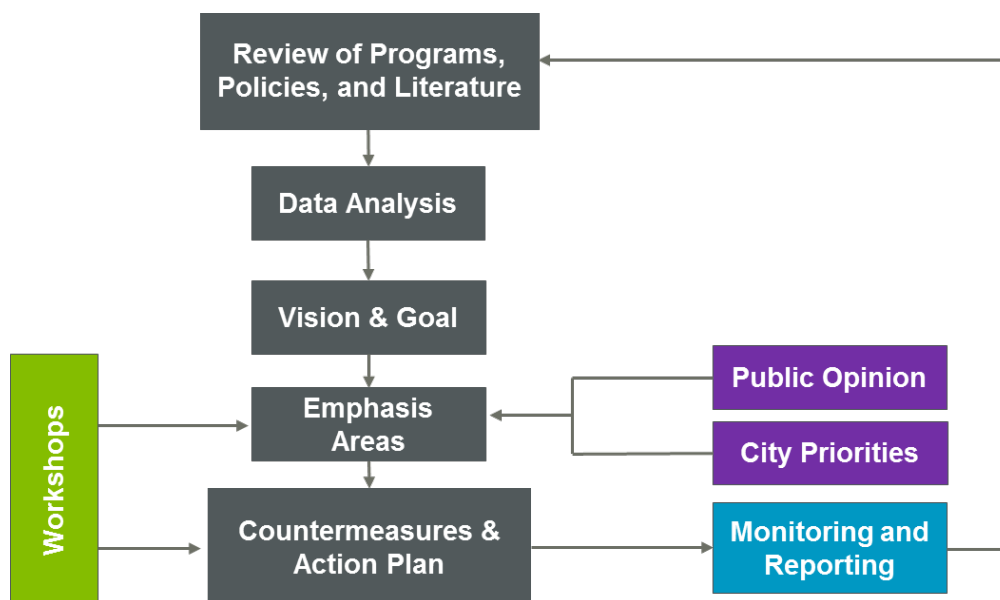 Review of Programs,
Policies, and Literature
Data Analysis
Vision & Goal
Workshops
Emphasis
Areas
Public Opinion
City Priorities
Countermeasures &
Action Plan
Monitoring and
Reporting